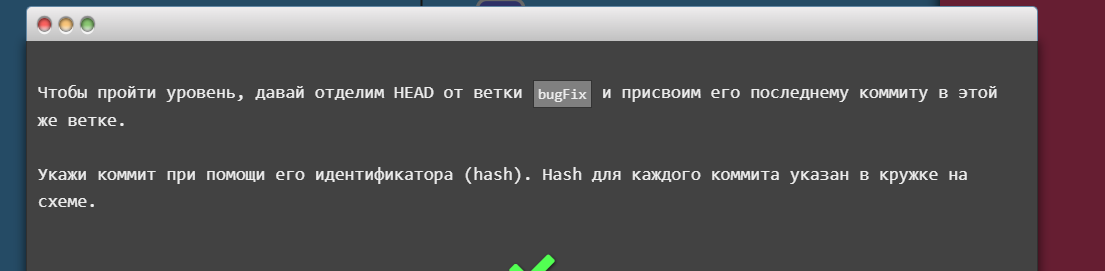 Чтобы пройти уровень, давай отделим HEAD от ветки bugFix и присвоим его последнему коммиту в этой
же ветке.
Укажи коммит при помощи его идентификатора (hash). Hash для каждого коммита указан в кружке на
схеме.